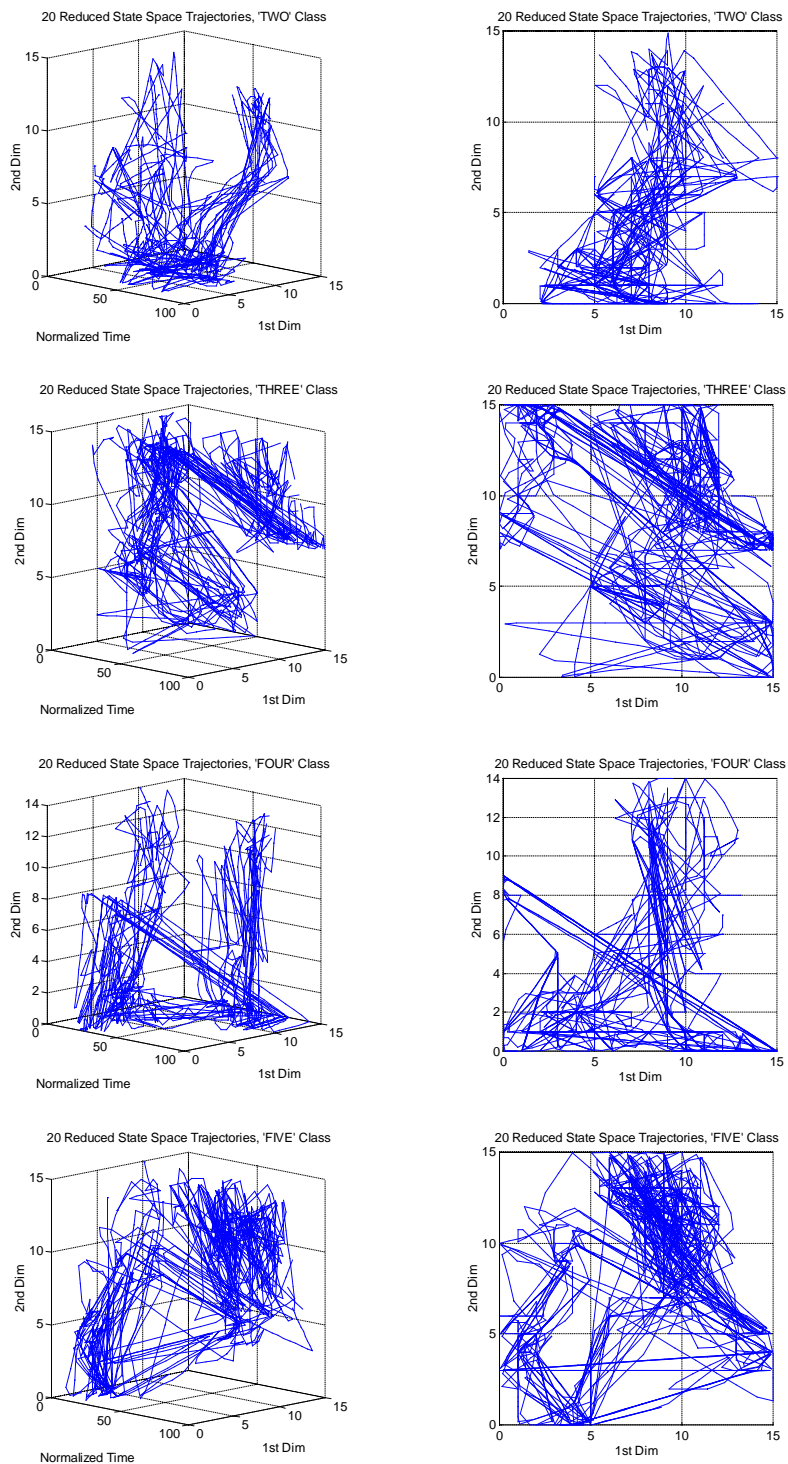 20 Reduced State Space Trajectories, 'TWO' Class
15
10
5
0
2nd Dim
50
100
0
5
10
15
1st Dim
Normalized Time
20 Reduced State Space Trajectories, 'TWO' Class
15
10
5
0
2nd Dim
5
10
15
1st Dim
20 Reduced State Space Trajectories, 'THREE' Class
15
10
5
0
2nd Dim
0
50
100
0
5
10
15
1st Dim
Normalized Time
20 Reduced State Space Trajectories, 'THREE' Class
15
10
5
0
2nd Dim
0
5
10
15
1st Dim
20 Reduced State Space Trajectories, 'FOUR' Class
14
12
10
8
6
4
2
0
2nd Dim
0
50
100
0
5
10
15
1st Dim
Normalized Time
20 Reduced State Space Trajectories, 'FOUR' Class
14
12
10
8
6
4
2
0
2nd Dim
0
5
10
15
1st Dim
20 Reduced State Space Trajectories, 'FIVE' Class
15
10
5
0
2nd Dim
0
50
100
0
5
10
15
1st Dim
Normalized Time
20 Reduced State Space Trajectories, 'FIVE' Class
15
10
5
0
2nd Dim
0
5
10
15
1st Dim